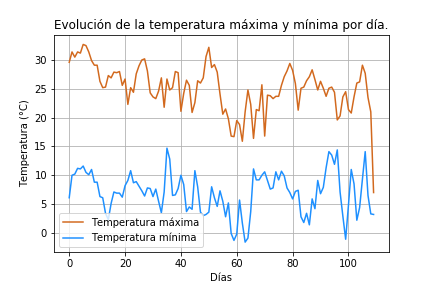 Evolución de la temperatura máxima y mínima por día.
Temperatura (°C)
30
25
20
15
10
5
0
Temperatura máxima
Temperatura mínima
0 20 40 60 80 100
Días